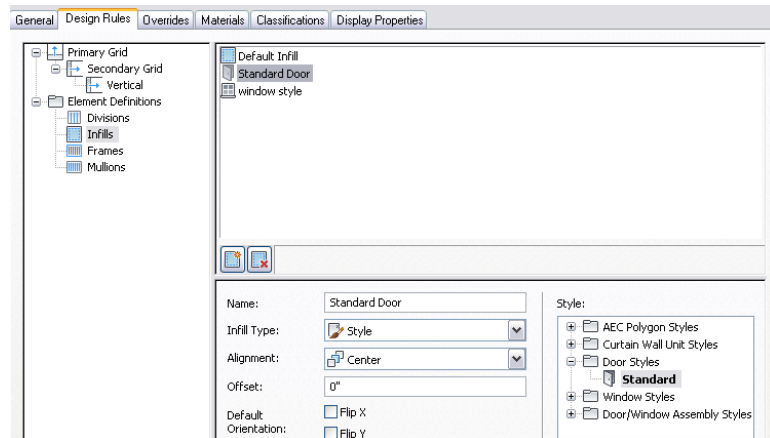 General Design Rules Overrides Materials Classifications Display Properties
Primary Grid
Secondary Grid
Vertical
Element Definitions
Divisions
Infills
Frames
Mullions
Default Infill
Standard Door
window style
Name: Standard Door
Infill Type: Style
Alignment: Center
Offset: 0"
Default Orientation: Flip X
Flip Y
Style:
AEC Polygon Styles
Curtain Wall Unit Styles
Door Styles
Standard
Window Styles
Door/Window Assembly Styles